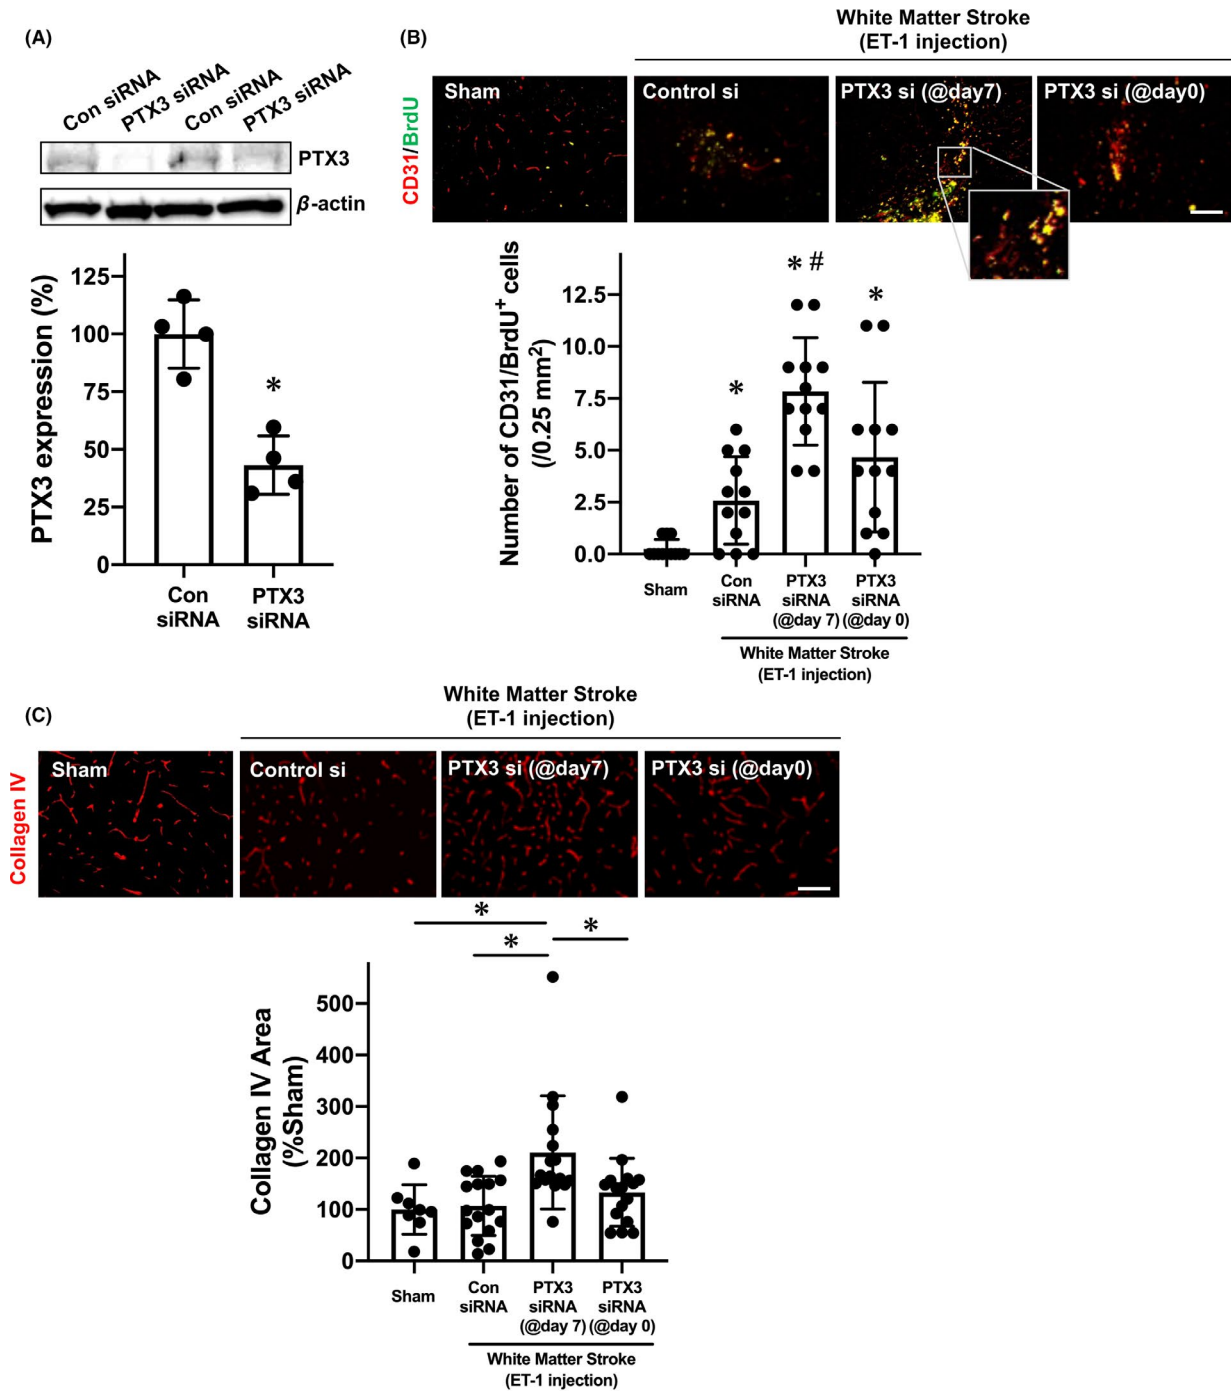 (A)
Con siRNA
PTX3 siRNA
Con siRNA
PTX3 siRNA
PTX3
β-actin
PTX3 expression (%)
125
100
75
50
25
0
*
Con
siRNA
PTX3
siRNA
(B)
White Matter Stroke
(ET-1 injection)
CD31/BrdU
Sham
Control si
PTX3 si (@day7)
PTX3 si (@day0)
Number of CD31/BrdU⁺ cells
(/0.25 mm²)
12.5
10.0
7.5
5.0
2.5
0.0
*
* #
*
Sham
Con
siRNA
PTX3
siRNA
(@day 7)
PTX3
siRNA
(@day 0)
White Matter Stroke
(ET-1 injection)
(C)
White Matter Stroke
(ET-1 injection)
Collagen IV
Sham
Control si
PTX3 si (@day7)
PTX3 si (@day0)
*
*
*
Collagen IV Area
(%Sham)
500
400
300
200
100
0
Sham
Con
siRNA
PTX3
siRNA
(@day 7)
PTX3
siRNA
(@day 0)
White Matter Stroke
(ET-1 injection)